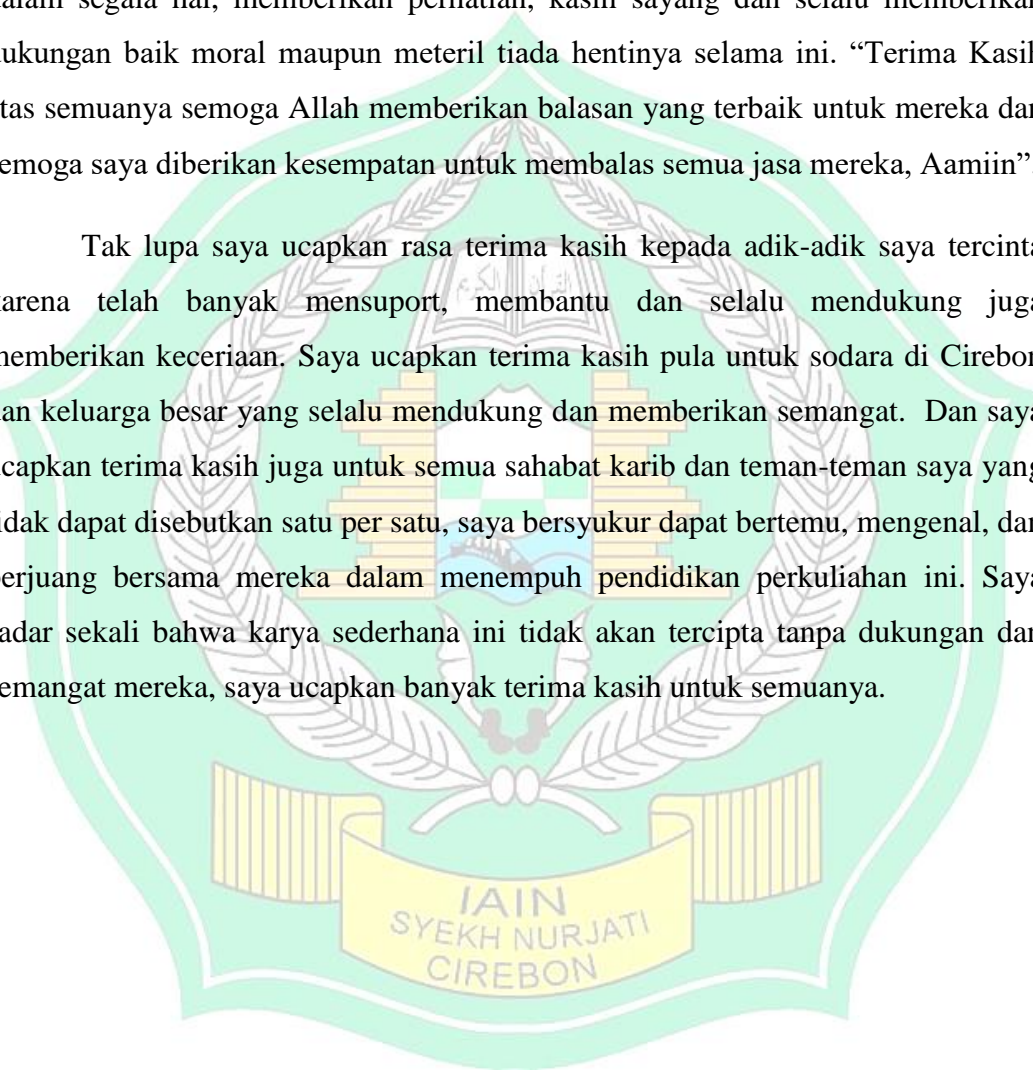 dalam segala hal, memberikan perhatian, kasih sayang dan selalu memberikan
dukungan baik moral maupun meteril tiada hentinya selama ini. “Terima Kasih
atas semuanya semoga Allah memberikan balasan yang terbaik untuk mereka dan
semoga saya diberikan kesempatan untuk membalas semua jasa mereka, Aamiin”.
Tak lupa saya ucapkan rasa terima kasih kepada adik-adik saya tercinta
karena telah banyak mensuport, membantu dan selalu mendukung juga
memberikan keceriaan. Saya ucapkan terima kasih pula untuk sodara di Cirebon
dan keluarga besar yang selalu mendukung dan memberikan semangat. Dan saya
ucapkan terima kasih juga untuk semua sahabat karib dan teman-teman saya yang
tidak dapat disebutkan satu per satu, saya bersyukur dapat bertemu, mengenal, dan
berjuang bersama mereka dalam menempuh pendidikan perkuliahan ini. Saya
sadar sekali bahwa karya sederhana ini tidak akan tercipta tanpa dukungan dan
semangat mereka, saya ucapkan banyak terima kasih untuk semuanya.
IAIN
SYEKH NURJATI
CIREBON